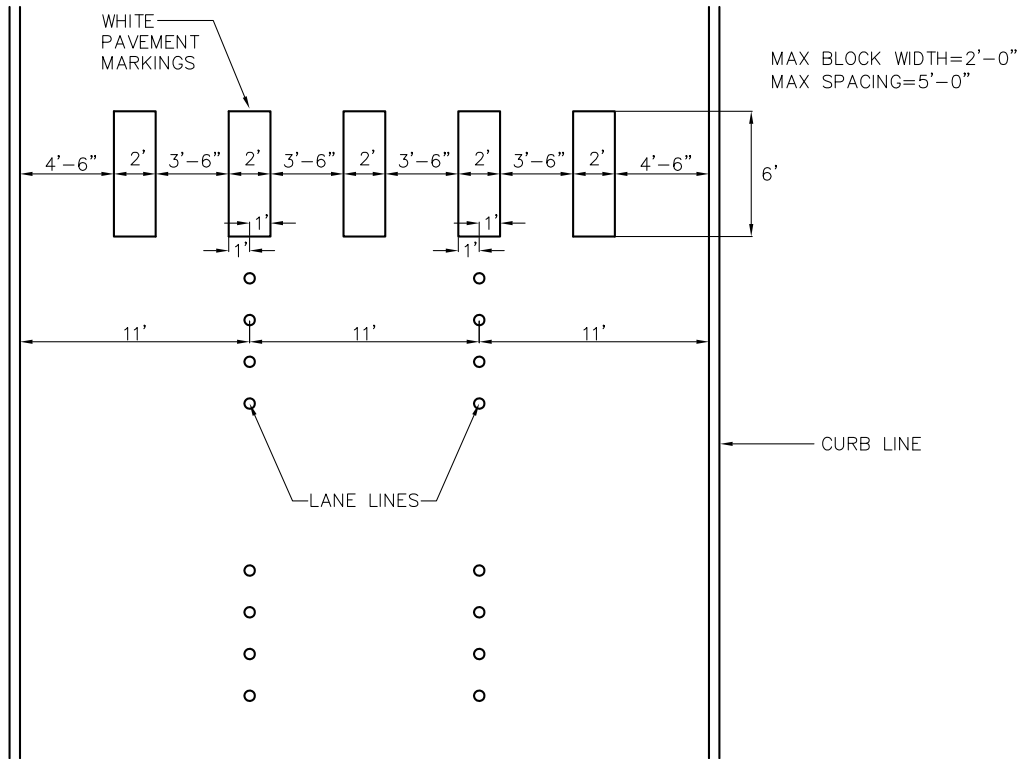 WHITE
PAVEMENT
MARKINGS
MAX BLOCK WIDTH=2'-0"
MAX SPACING=5'-0"
4'-6" 2' 3'-6" 2' 3'-6" 2' 3'-6" 2' 3'-6" 2' 4'-6"
6'
1' 1'
1' 1'
11' 11' 11'
CURB LINE
LANE LINES